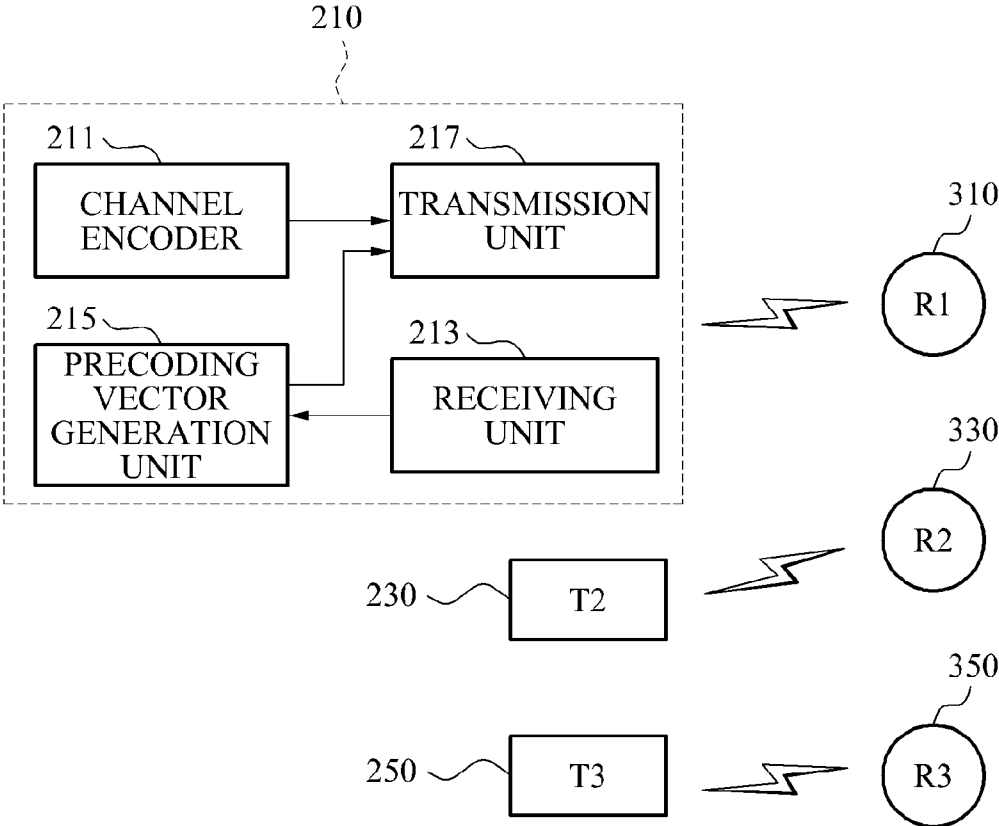 210
211
217
CHANNEL
ENCODER
TRANSMISSION
UNIT
310
R1
215
213
PRECODING
VECTOR
GENERATION
UNIT
RECEIVING
UNIT
330
R2
230
T2
350
250
T3
R3